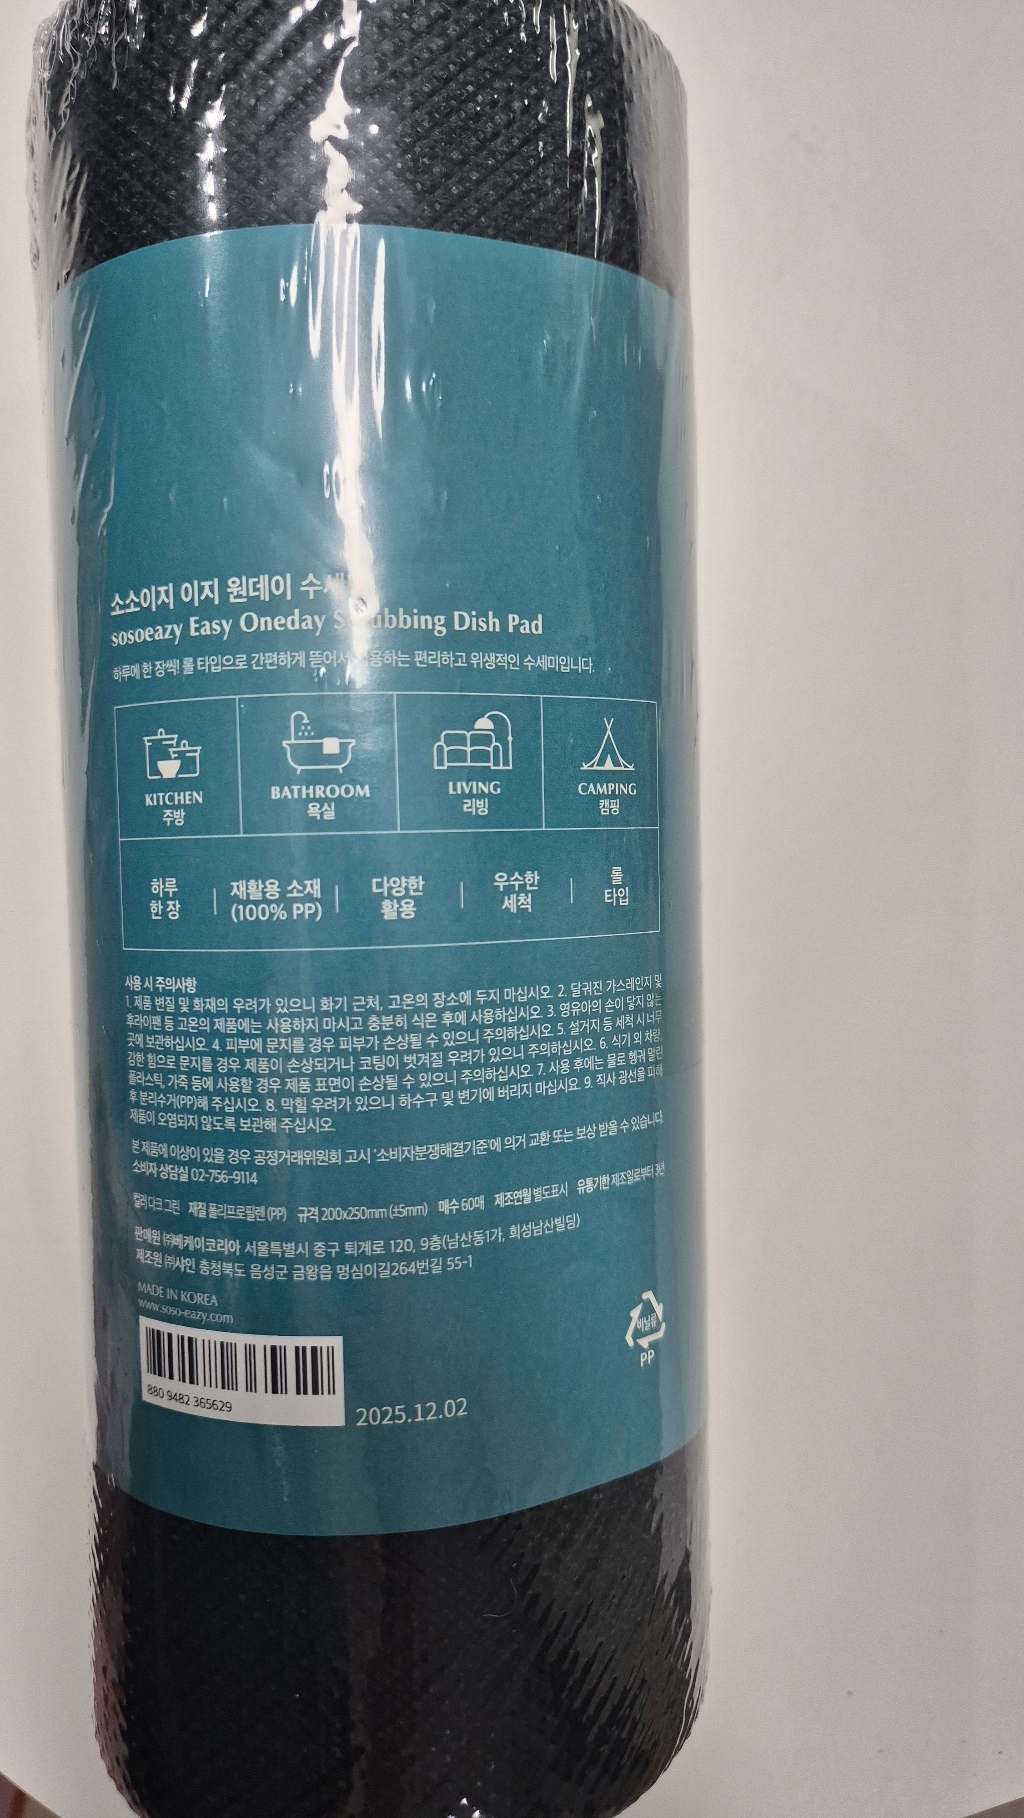 소소이지 이지 원데이
sosoeazy Easy Oneday Scrubbing Dish Pad
하루에 한 장씩! 롤 타입으로 간편하게 뜯어서 사용하는 편리하고 위생적인 수세미입니다.
KITCHEN
주방
BATHROOM
욕실
LIVING
리빙
CAMPING
캠핑
하루
한 장
재활용 소재
(100% PP)
다양한
활용
우수한
세척
롤
타입
사용 시 주의사항
1. 제품 변질 및 화재의 우려가 있으니 화기 근처, 고온의 장소에 두지 마십시오. 2. 달궈진 가스레인지 및
후라이팬 등 고온의 제품에는 사용하지 마시고 충분히 식은 후에 사용하십시오. 3. 영유아의 손이 닿지 않는
곳에 보관하십시오. 4. 피부에 문지를 경우 피부가 손상될 수 있으니 주의하십시오. 5. 설거지 등 세척 시 너무
강한 힘으로 문지를 경우 제품이 손상되거나 코팅이 벗겨질 우려가 있으니 주의하십시오. 6. 식기 외 차량,
플라스틱, 가죽 등에 사용할 경우 제품 표면이 손상될 수 있으니 주의하십시오. 7. 사용 후에는 물로 헹궈 말린
후 분리수거(PP)해 주십시오. 8. 막힐 우려가 있으니 하수구 및 변기에 버리지 마십시오. 9. 직사 광선을 피해
제품이 오염되지 않도록 보관해 주십시오.
본 제품에 이상이 있을 경우 공정거래위원회 고시 '소비자분쟁해결기준'에 의거 교환 또는 보상 받을 수 있습니다.
소비자 상담실 02-756-9114
컬러 다크 그린 재질 폴리프로필렌 (PP) 규격 200x250mm (±5mm) 매수 60매 제조연월 별도표시 유통기한 제조일로부터 3년
판매원 ㈜베케이코리아 서울특별시 중구 퇴계로 120, 9층(남산동1가, 희성남산빌딩)
제조원 ㈜샤인 충청북도 음성군 금왕읍 멍심이길264번길 55-1
MADE IN KOREA
www.soso-eazy.com
비닐류
PP
880 9482 365629
2025.12.02